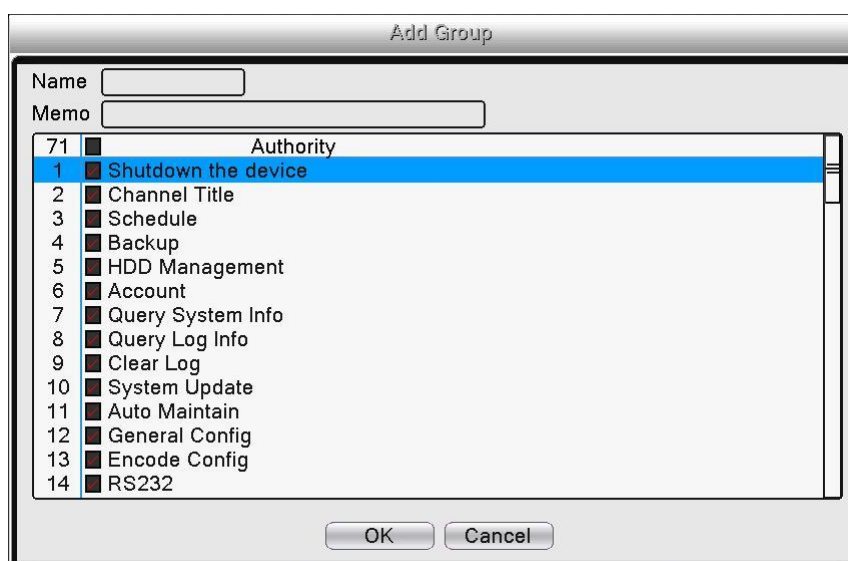 Add Group
Name
Memo
71 Authority
1 Shutdown the device
2 Channel Title
3 Schedule
4 Backup
5 HDD Management
6 Account
7 Query System Info
8 Query Log Info
9 Clear Log
10 System Update
11 Auto Maintain
12 General Config
13 Encode Config
14 RS232
OK Cancel